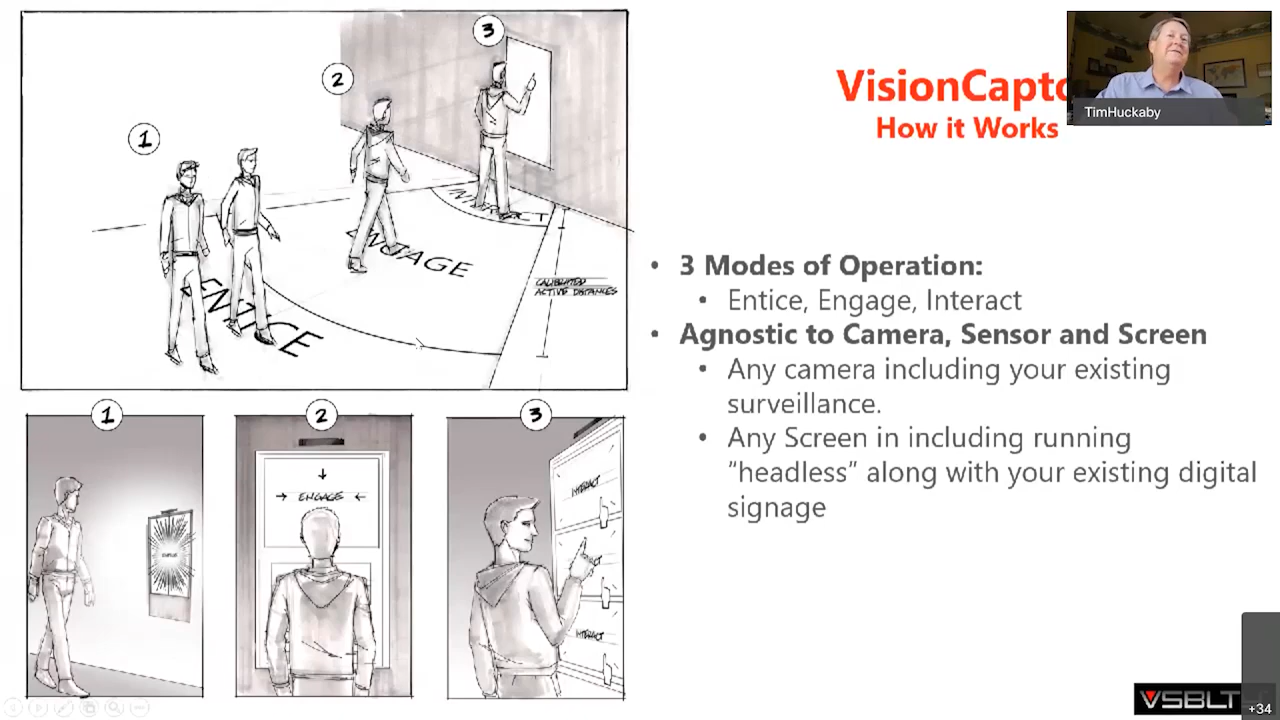 1
2
3
ENTICE
ENGAGE
INTERACT
CALIBRATED
ACTIVE DISTANCES
1
2
3
ENGAGE
INTERACT
INTERACT
VisionCapto
How it Works
TimHuckaby
• 3 Modes of Operation:
• Entice, Engage, Interact
• Agnostic to Camera, Sensor and Screen
• Any camera including your existing
surveillance.
• Any Screen in including running
“headless” along with your existing digital
signage
VSBLT
+34